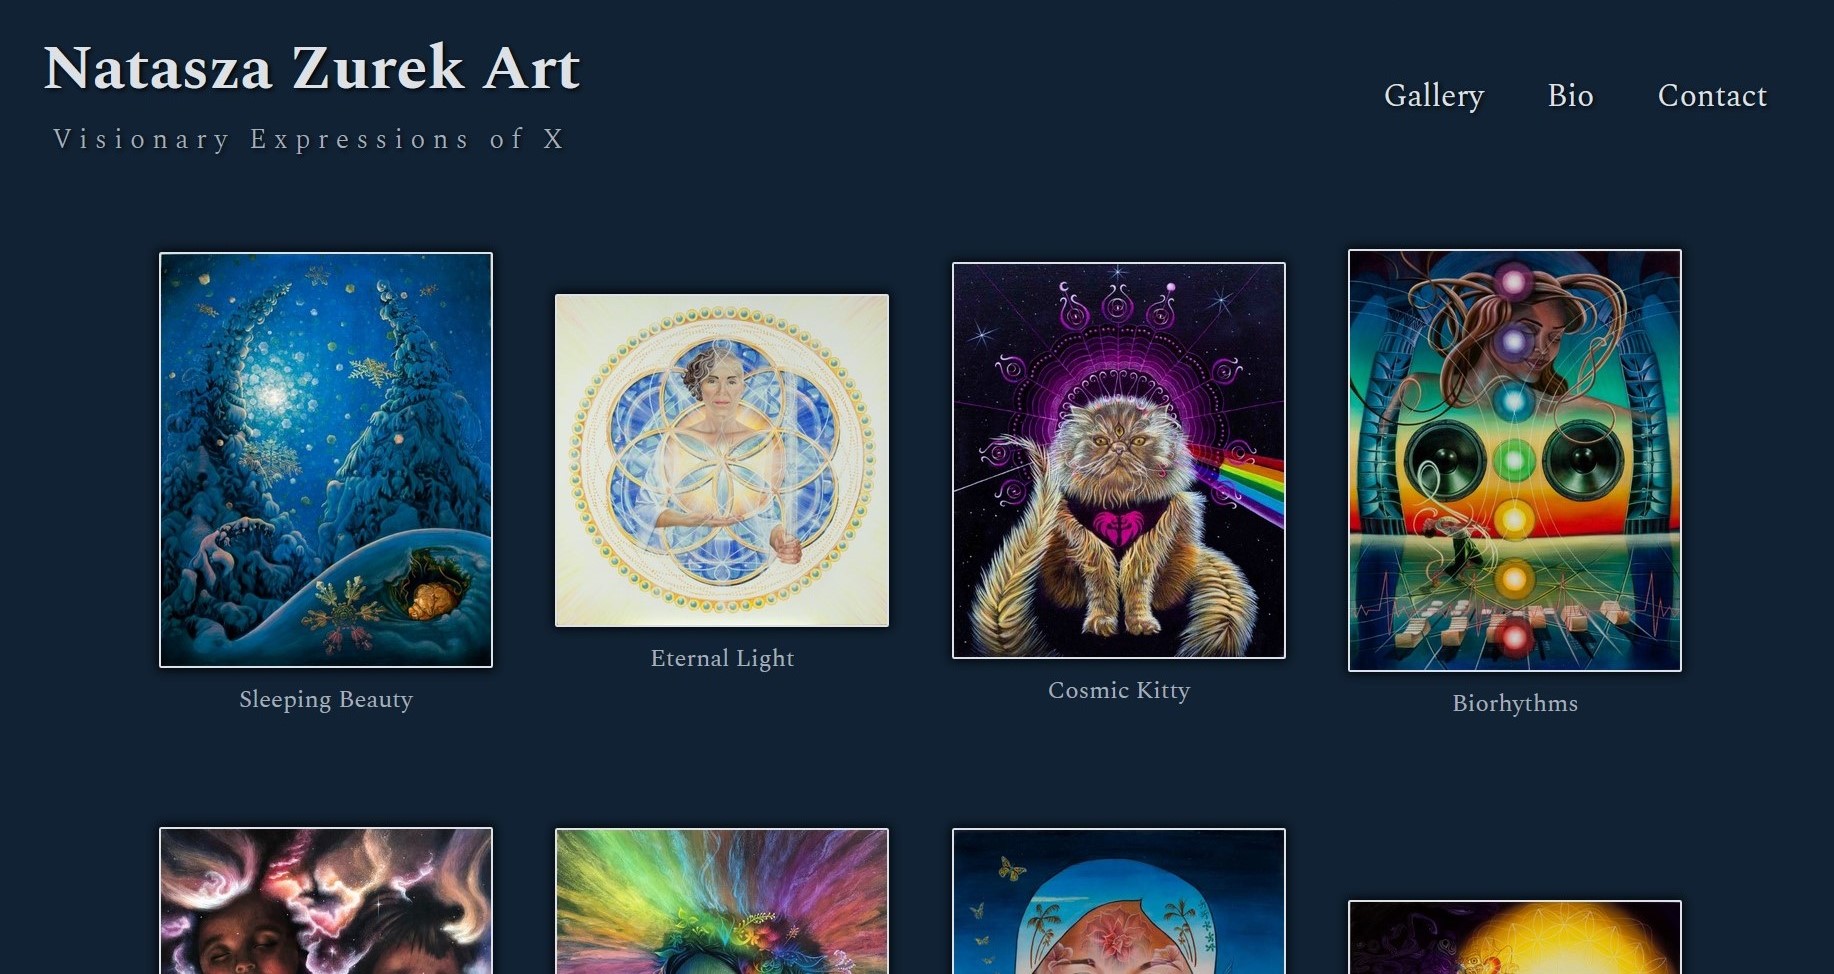 Natasza Zurek Art
Visionary Expressions of X
Gallery
Bio
Contact
Sleeping Beauty
Eternal Light
Cosmic Kitty
Biorhythms